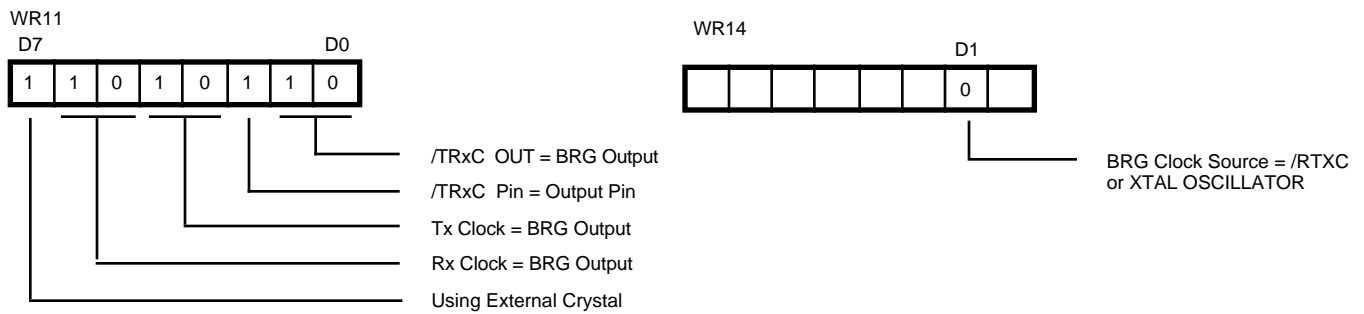 WR11
D7 D0
1 1 0 1 0 1 1 0
/TRxC OUT = BRG Output
/TRxC Pin = Output Pin
Tx Clock = BRG Output
Rx Clock = BRG Output
Using External Crystal
WR14
D1
0
BRG Clock Source = /RTXC
or XTAL OSCILLATOR